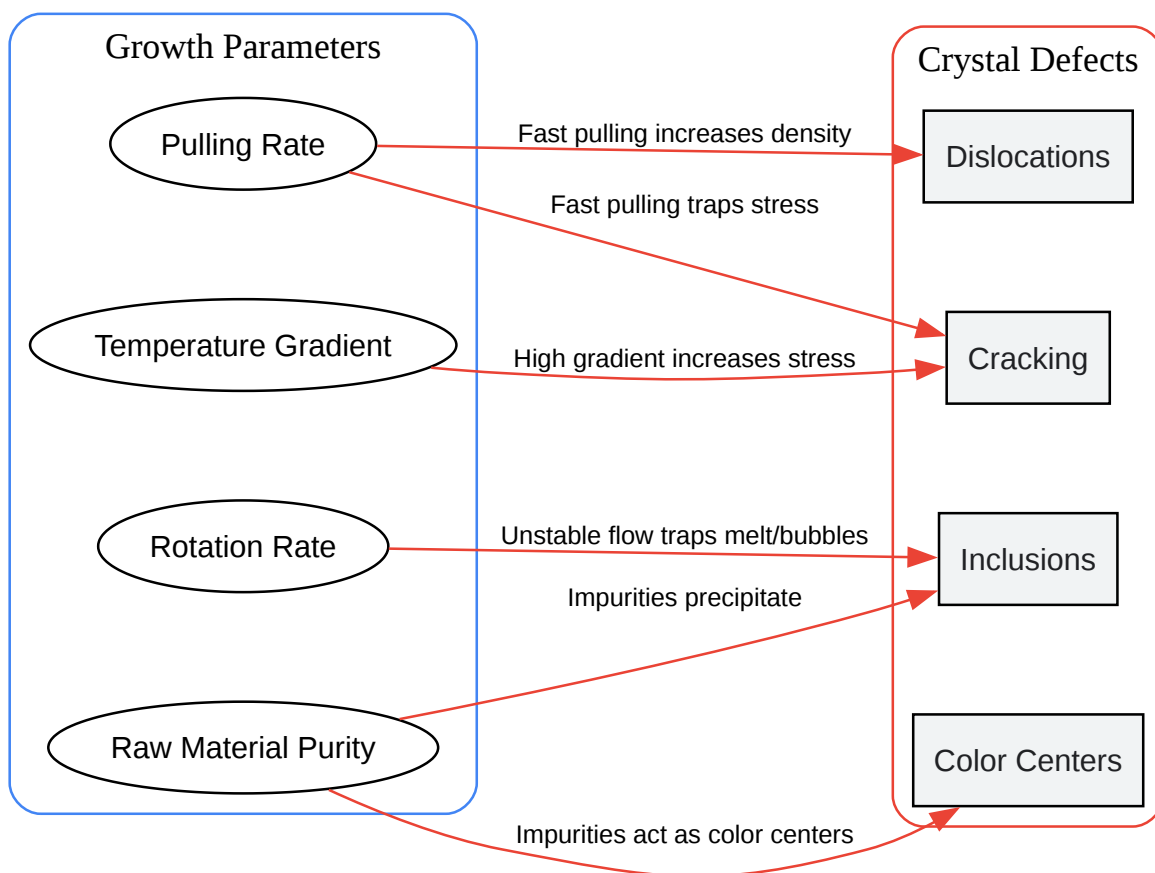 Growth Parameters
Crystal Defects
Pulling Rate
Fast pulling increases density
Dislocations
Fast pulling traps stress
Temperature Gradient
High gradient increases stress
Cracking
Rotation Rate
Unstable flow traps melt/bubbles
Inclusions
Impurities precipitate
Raw Material Purity
Color Centers
Impurities act as color centers